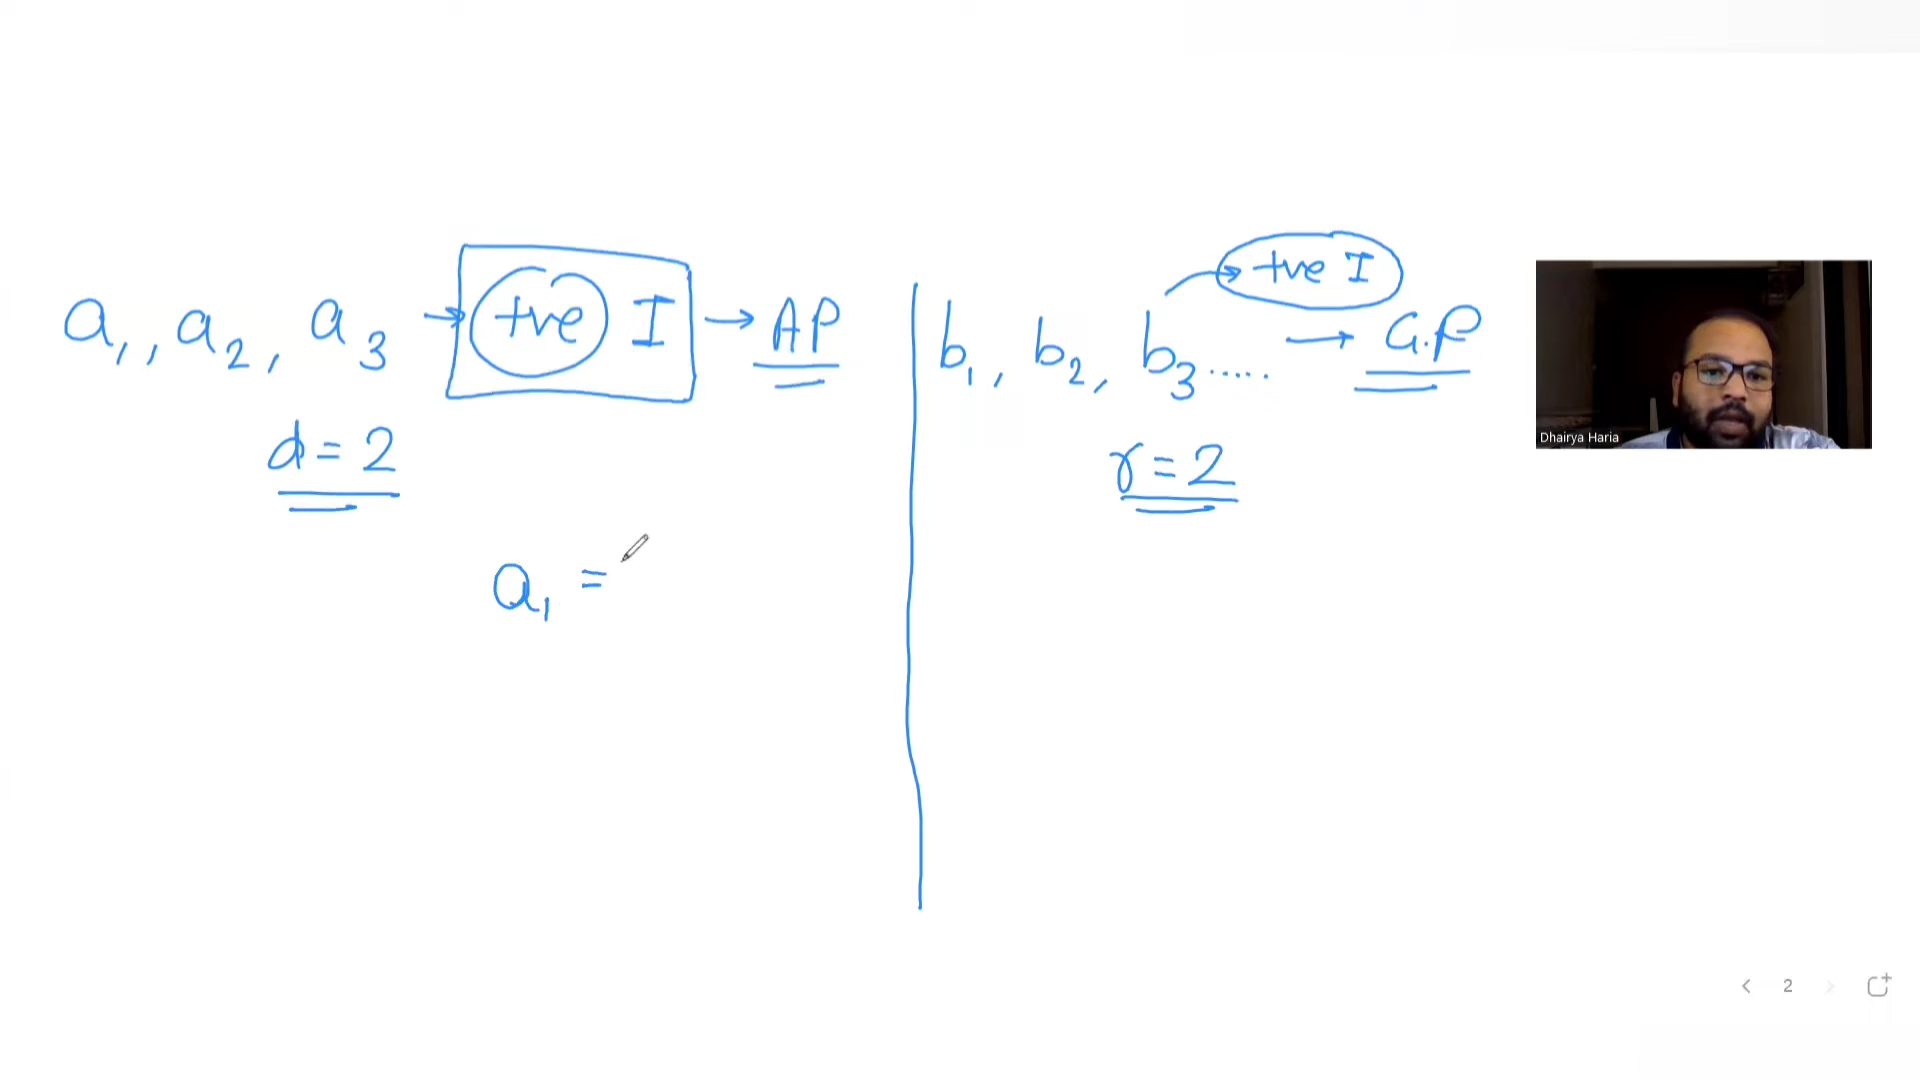 a₁, a₂, a₃ → +ve I → AP
d = 2
a₁ =
+ve I
b₁, b₂, b₃ ..... → G.P
r = 2
Dhairya Haria
2